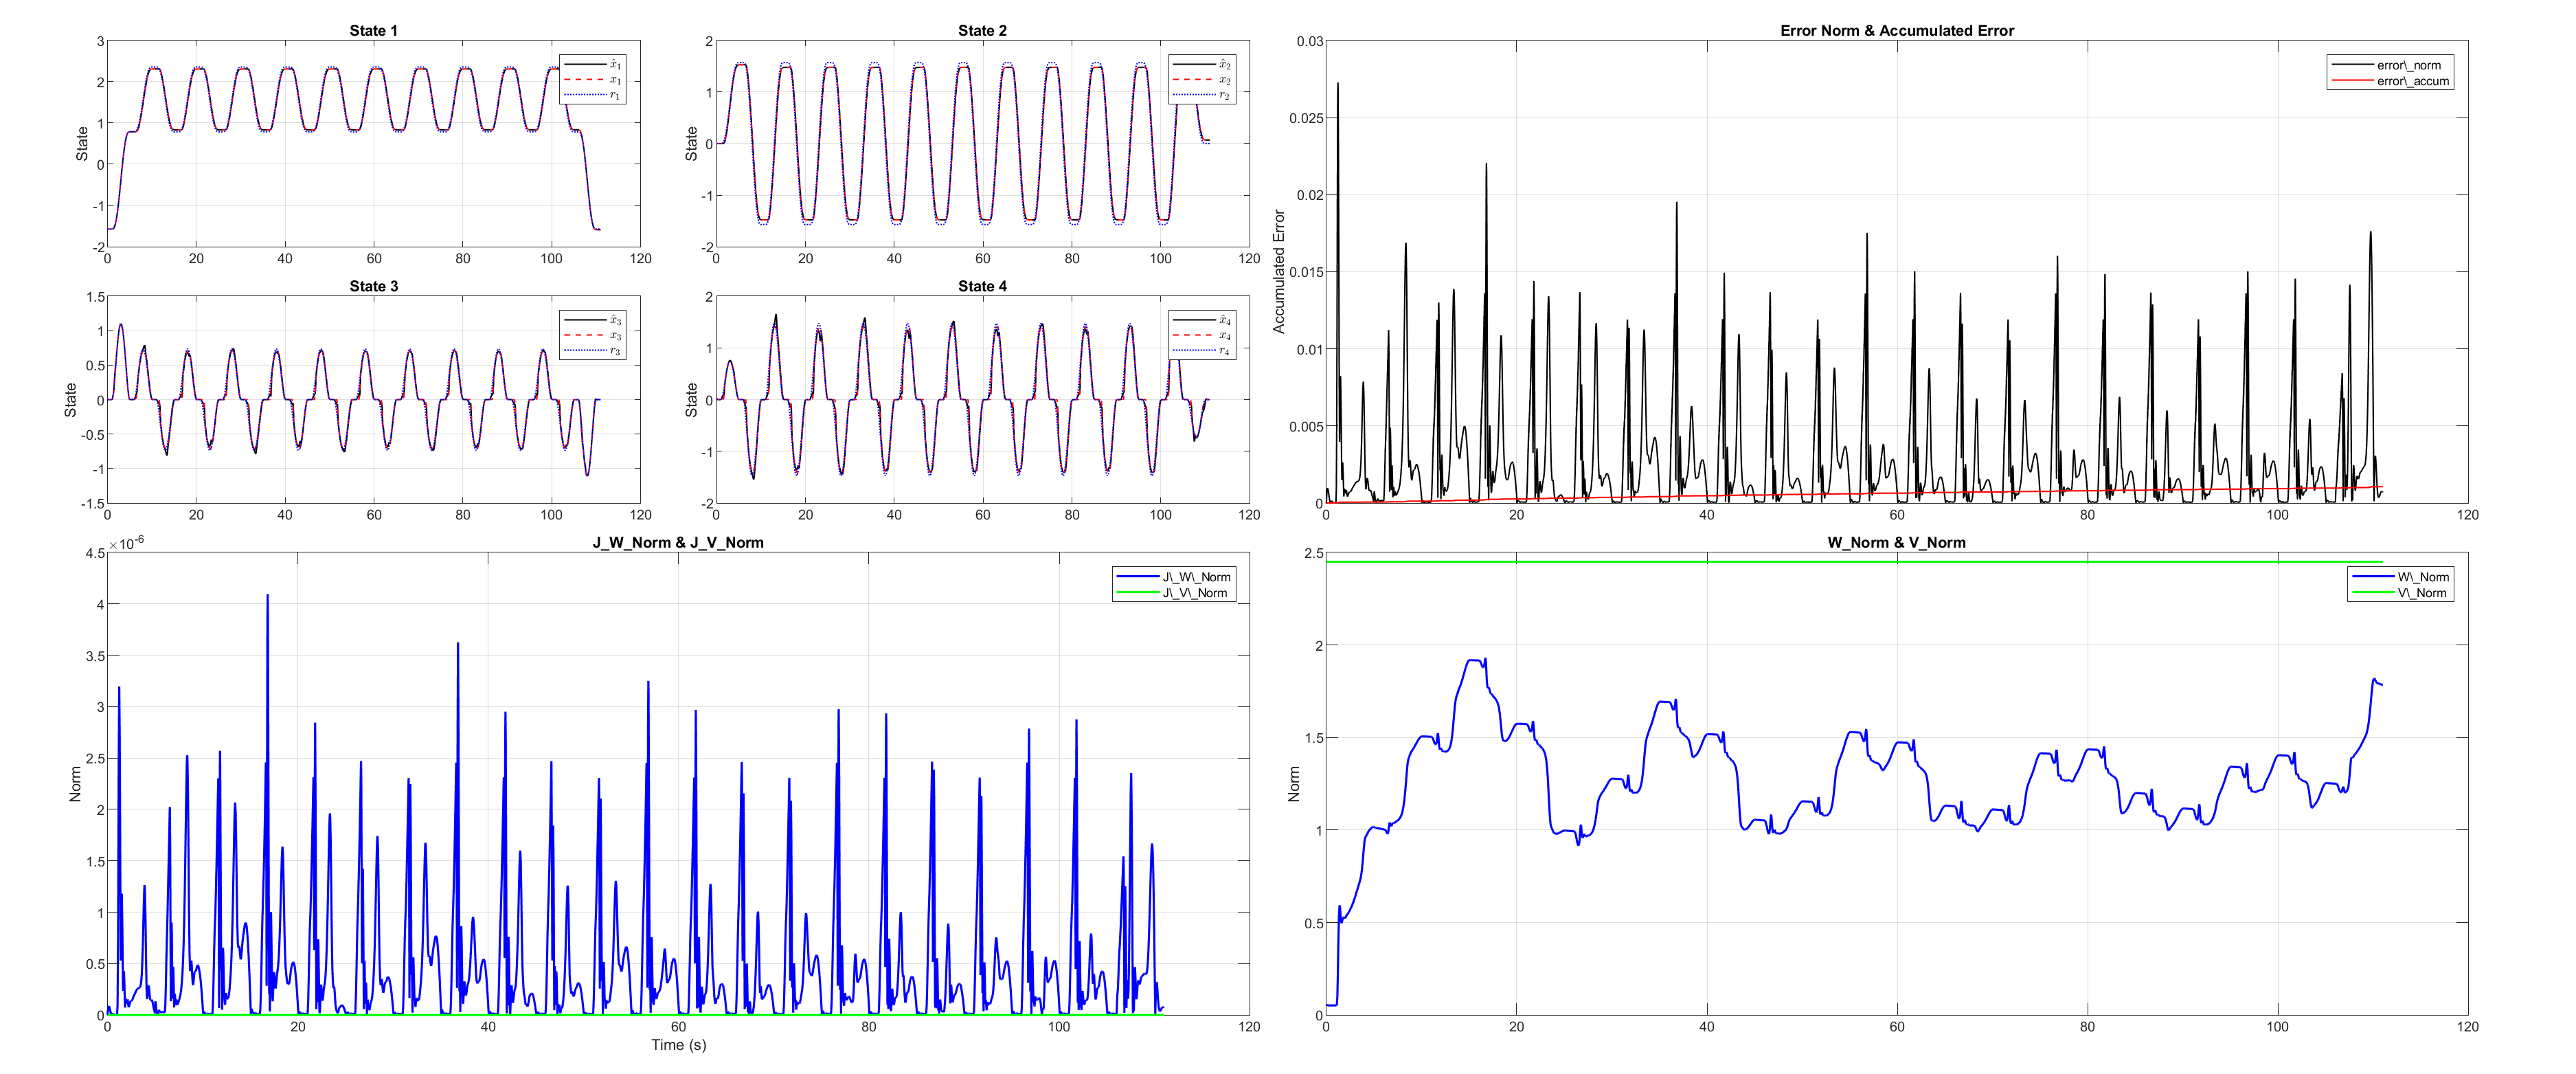 State 1
3
2
1
0
-1
-2
State
0 20 40 60 80 100 120
x̂₁
x₁
r₁
State 2
2
1
0
-1
-2
State
0 20 40 60 80 100 120
x̂₂
x₂
r₂
Error Norm & Accumulated Error
0.03
0.025
0.02
0.015
0.01
0.005
0
Accumulated Error
0 20 40 60 80 100 120
error\_norm
error\_accum
State 3
1.5
1
0.5
0
-0.5
-1
-1.5
State
0 20 40 60 80 100 120
x̂₃
x₃
r₃
State 4
2
1
0
-1
-2
State
0 20 40 60 80 100 120
x̂₄
x₄
r₄
J_W_Norm & J_V_Norm
×10⁻⁶
4.5
4
3.5
3
2.5
2
1.5
1
0.5
0
Norm
0 20 40 60 80 100 120
Time (s)
J\_W\_Norm
J\_V\_Norm
W_Norm & V_Norm
2.5
2
1.5
1
0.5
0
Norm
0 20 40 60 80 100 120
W\_Norm
V\_Norm